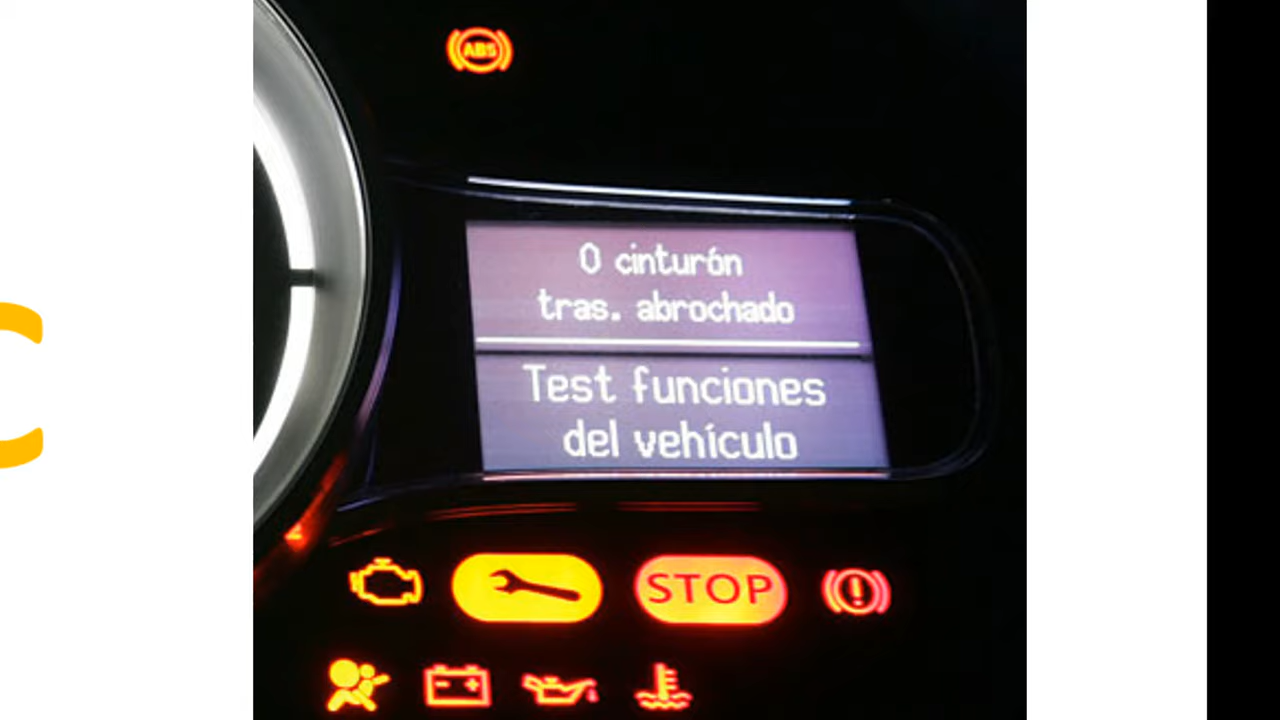 ABS
0 cinturón
tras. abrochado
Test funciones
del vehículo
STOP